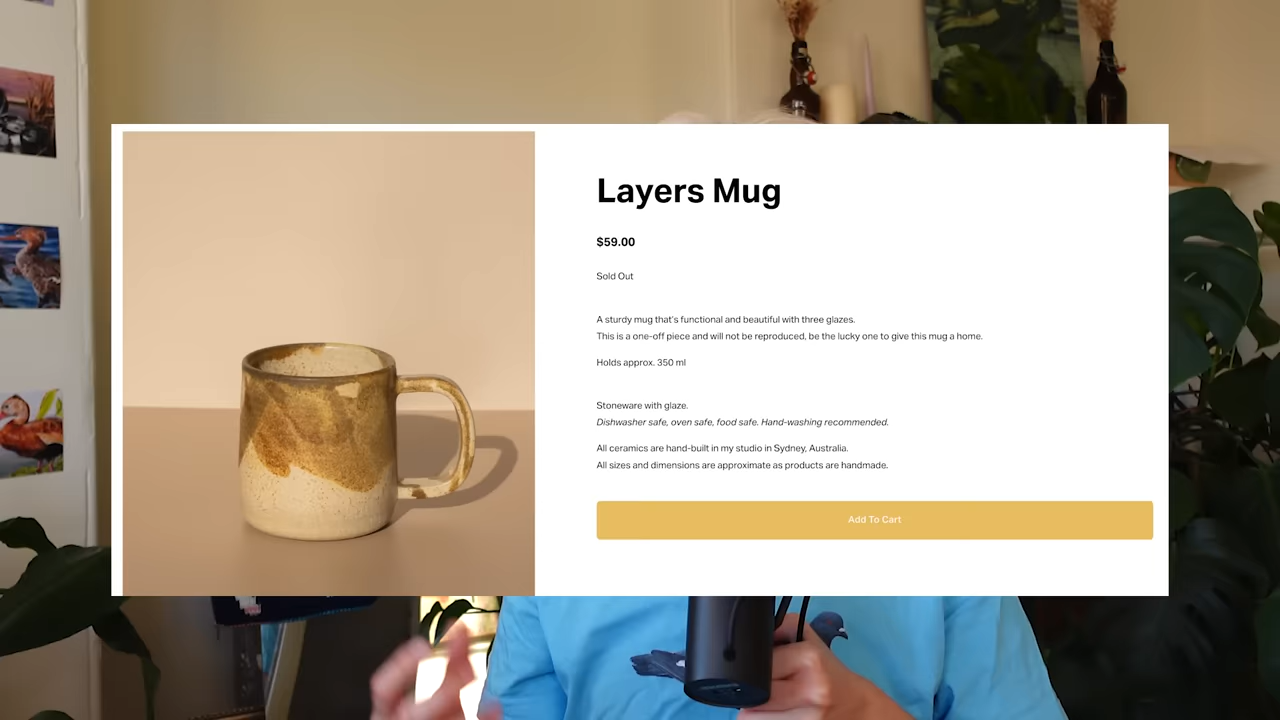 Layers Mug
$59.00
Sold Out
A sturdy mug that's functional and beautiful with three glazes.
This is a one-off piece and will not be reproduced, be the lucky one to give this mug a home.
Holds approx. 350 ml
Stoneware with glaze.
Dishwasher safe, oven safe, food safe. Hand-washing recommended.
All ceramics are hand-built in my studio in Sydney, Australia.
All sizes and dimensions are approximate as products are handmade.
Add To Cart